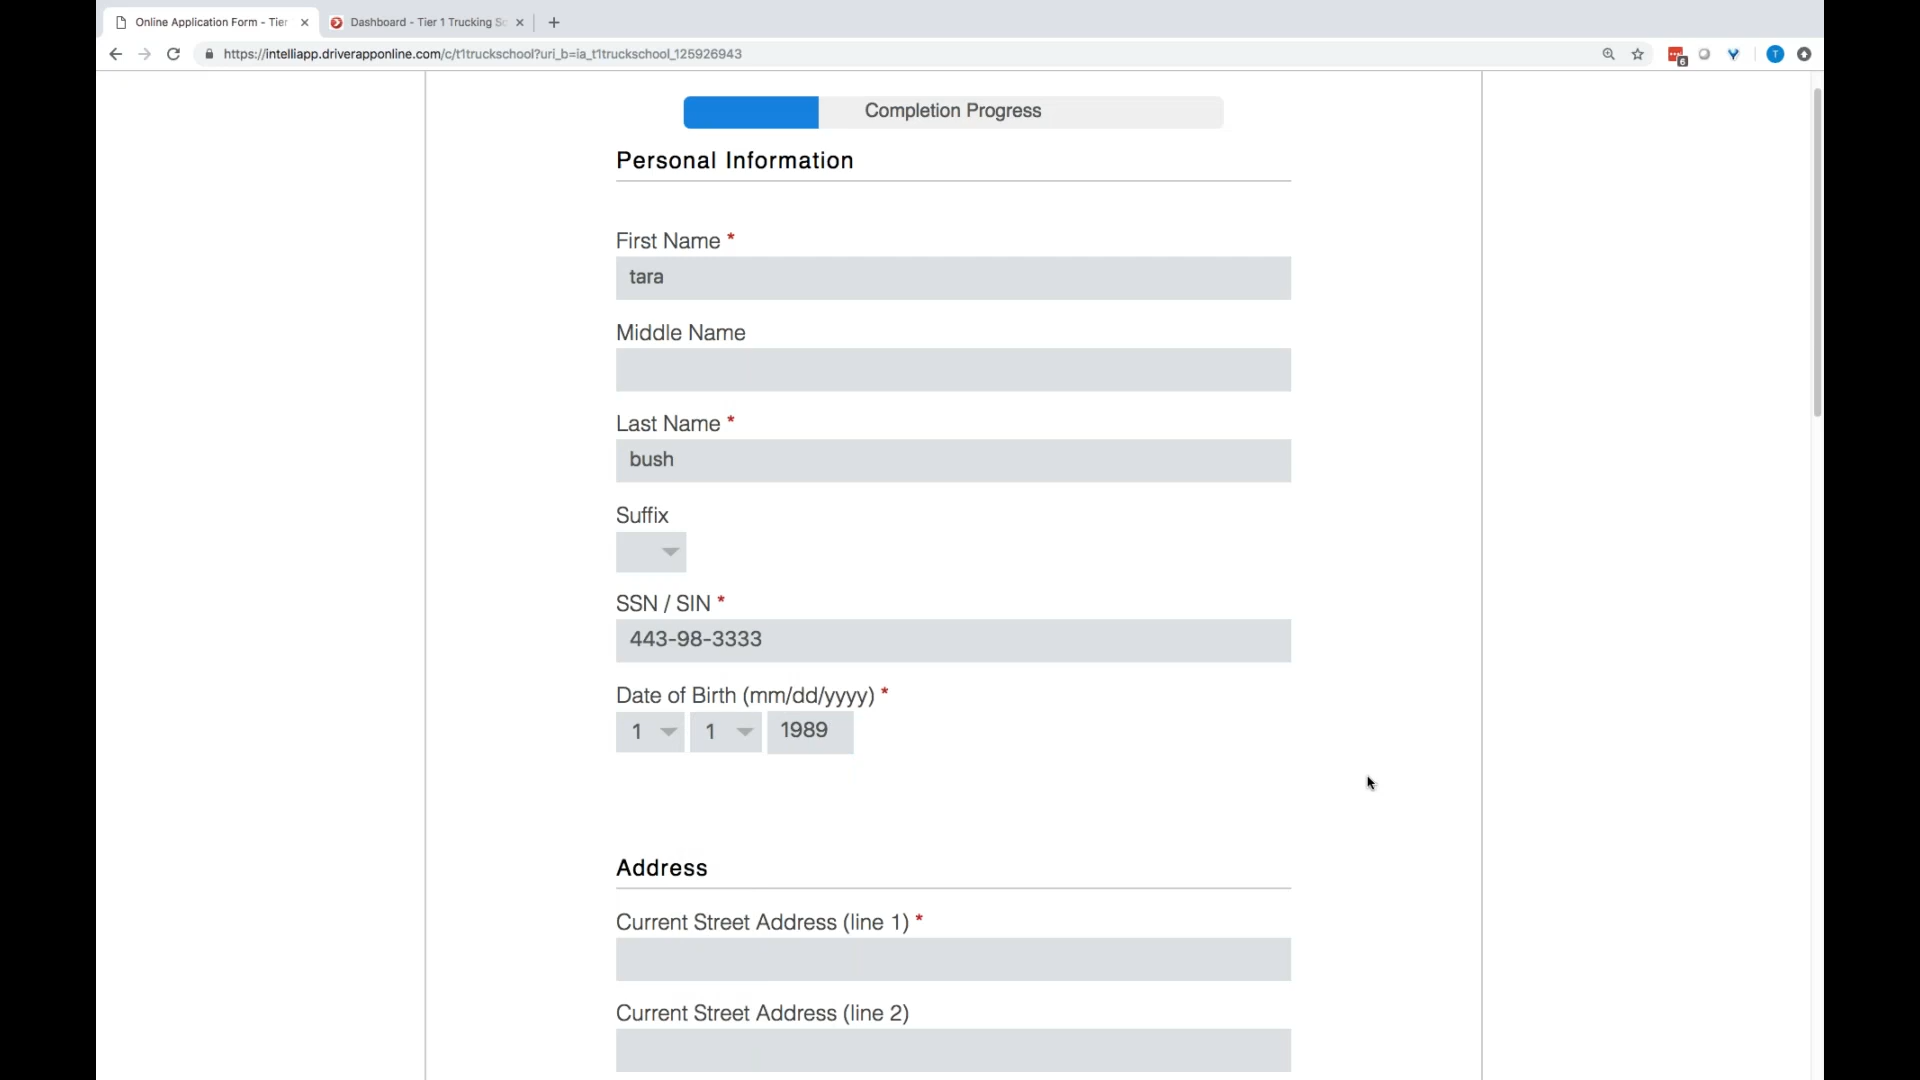 Online Application Form - Tier
Dashboard - Tier 1 Trucking Sc
https://intelliapp.driverapponline.com/c/t1truckschool?uri_b=ia_t1truckschool_125926943
6
T
Completion Progress
Personal Information
First Name *
tara
Middle Name
Last Name *
bush
Suffix
SSN / SIN *
443-98-3333
Date of Birth (mm/dd/yyyy) *
1 1 1989
Address
Current Street Address (line 1) *
Current Street Address (line 2)